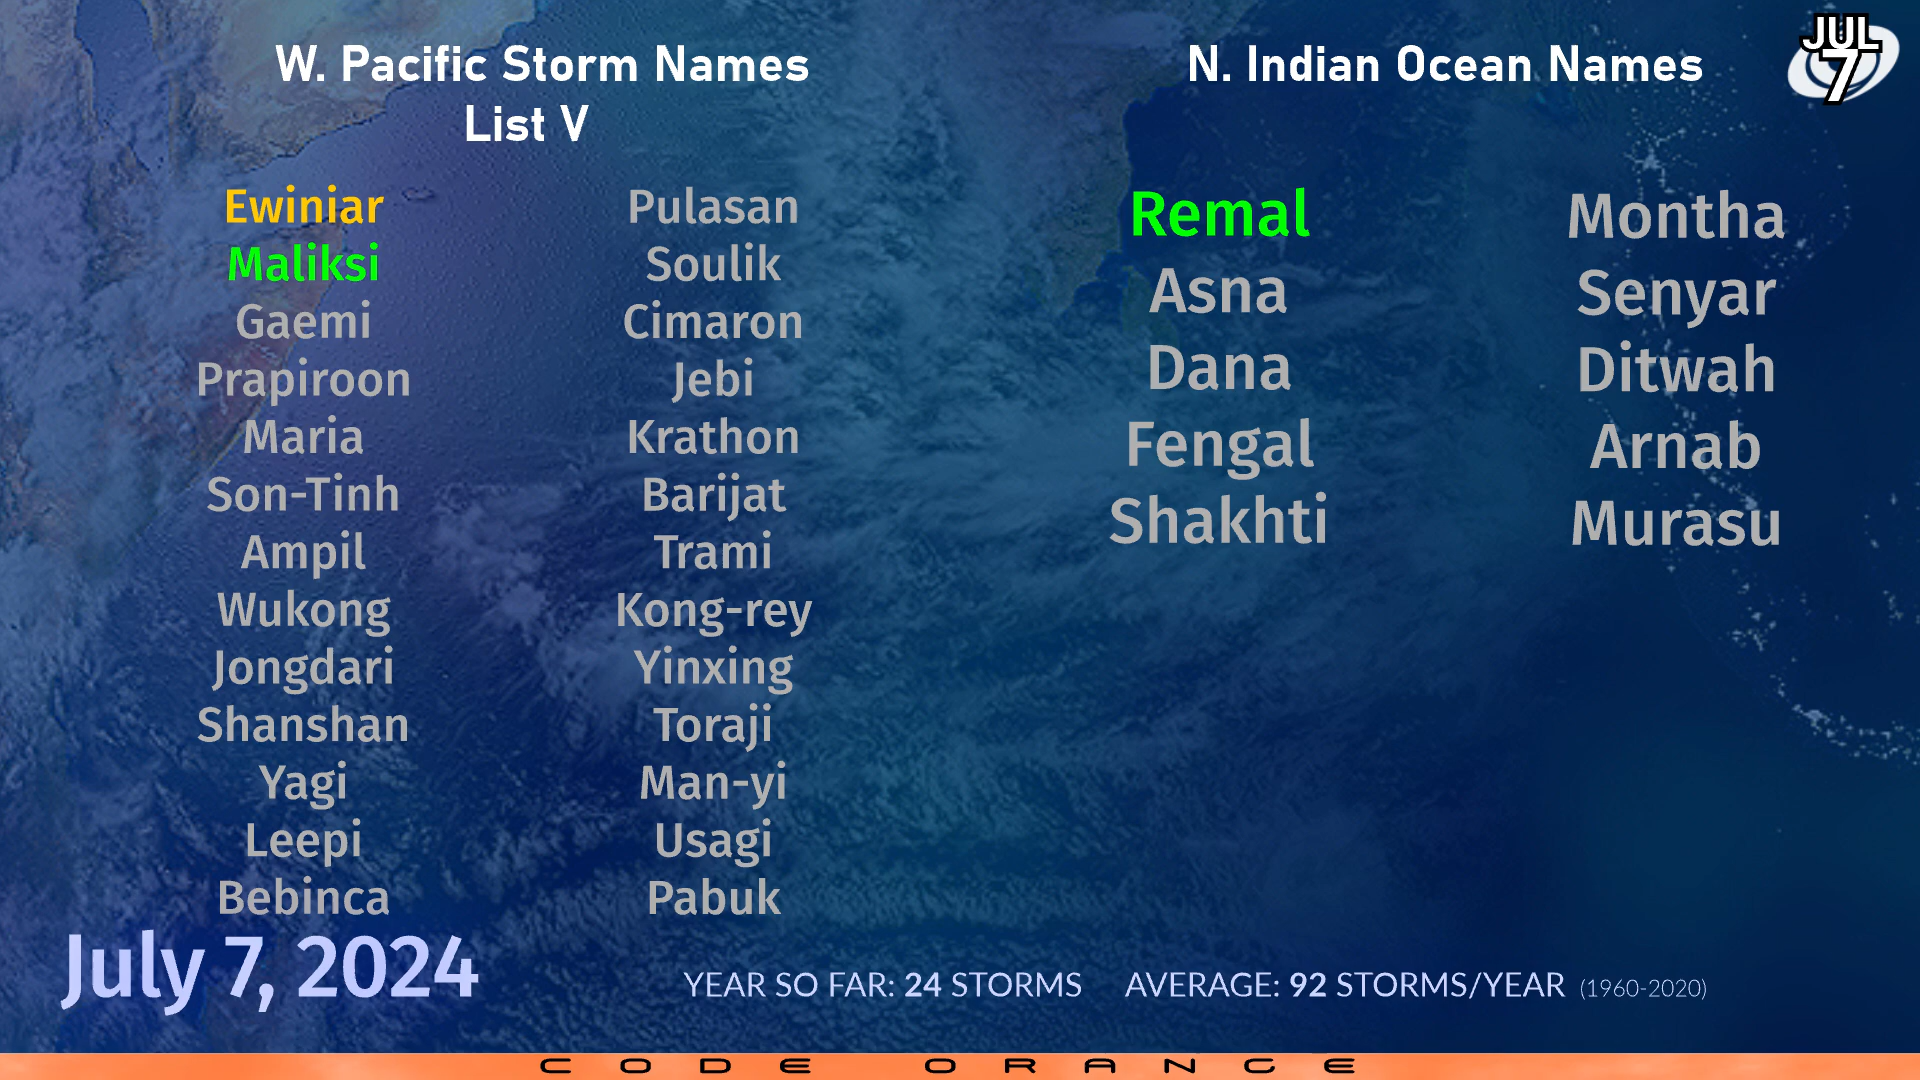 W. Pacific Storm Names
List V
Ewiniar
Maliksi
Gaemi
Prapiroon
Maria
Son-Tinh
Ampil
Wukong
Jongdari
Shanshan
Yagi
Leepi
Bebinca
Pulasan
Soulik
Cimaron
Jebi
Krathon
Barijat
Trami
Kong-rey
Yinxing
Toraji
Man-yi
Usagi
Pabuk
N. Indian Ocean Names
Remal
Asna
Dana
Fengal
Shakhti
Montha
Senyar
Ditwah
Arnab
Murasu
JUL
7
July 7, 2024
YEAR SO FAR: 24 STORMS AVERAGE: 92 STORMS/YEAR (1960-2020)
CODE ORANGE